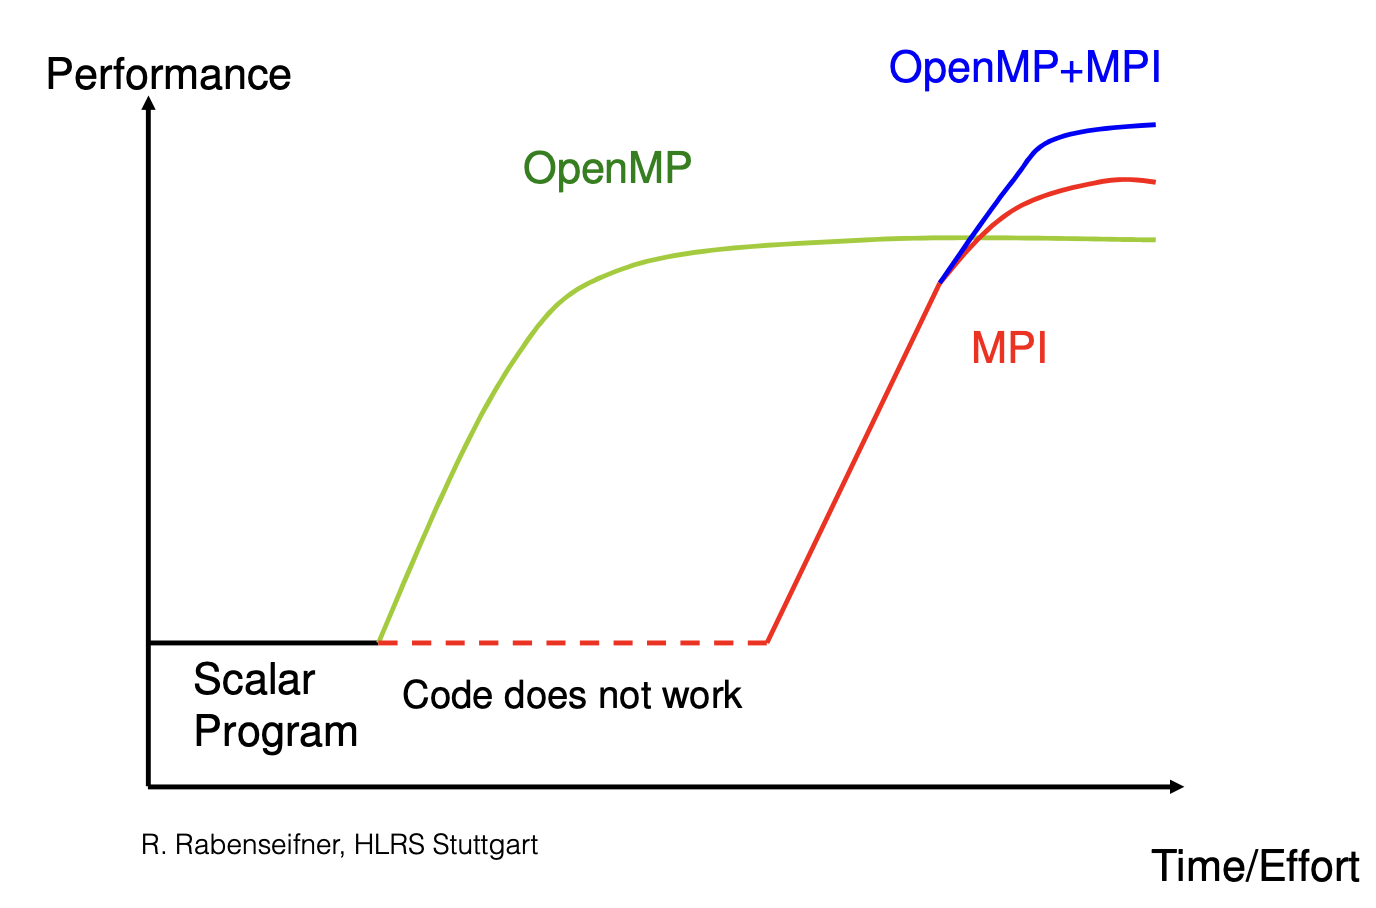 OpenMP+MPI
Performance
OpenMP
MPI
Scalar
Program
Code does not work
R. Rabenseifner, HLRS Stuttgart
Time/Effort